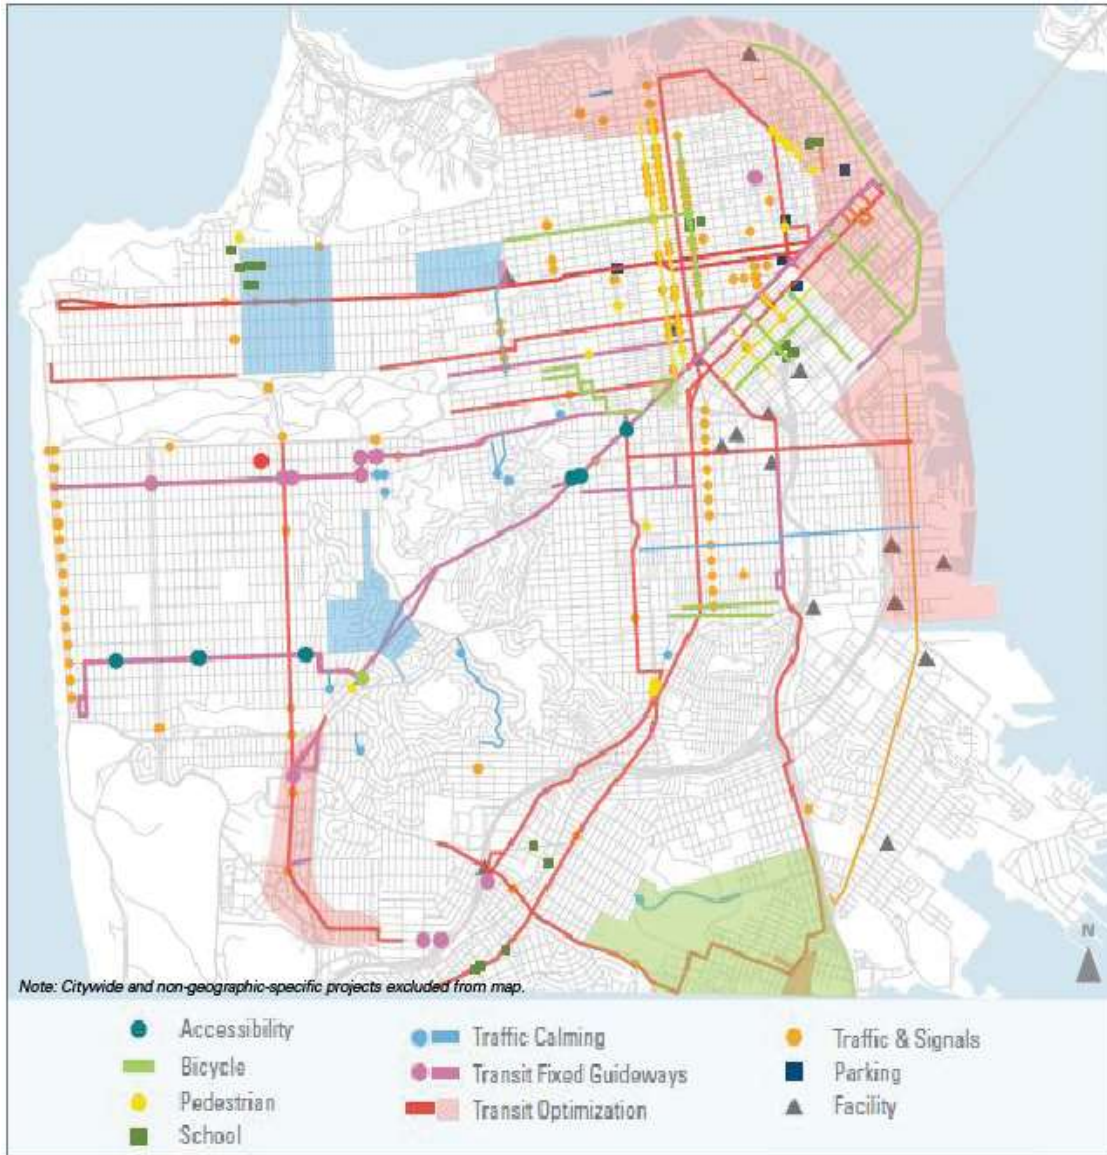 N
Note: Citywide and non-geographic-specific projects excluded from map.
Accessibility
Bicycle
Pedestrian
School
Traffic Calming
Transit Fixed Guideways
Transit Optimization
Traffic & Signals
Parking
Facility